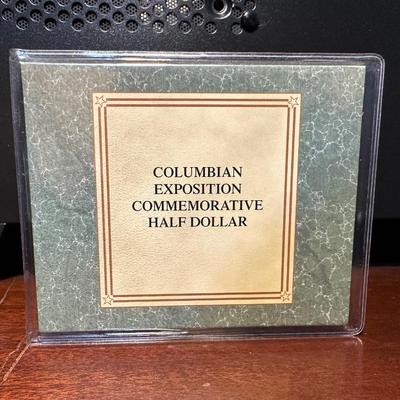 COLUMBIAN
EXPOSITION
COMMEMORATIVE
HALF DOLLAR